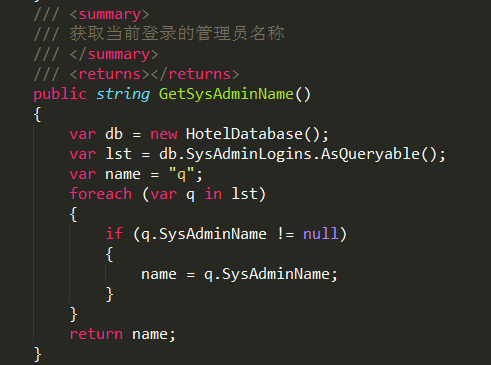 }
/// <summary>
/// 获取当前登录的管理员名称
/// </summary>
/// <returns></returns>
public string GetSysAdminName()
{
var db = new HotelDatabase();
var lst = db.SysAdminLogins.AsQueryable();
var name = "q";
foreach (var q in lst)
{
if (q.SysAdminName != null)
{
name = q.SysAdminName;
}
}
return name;
}